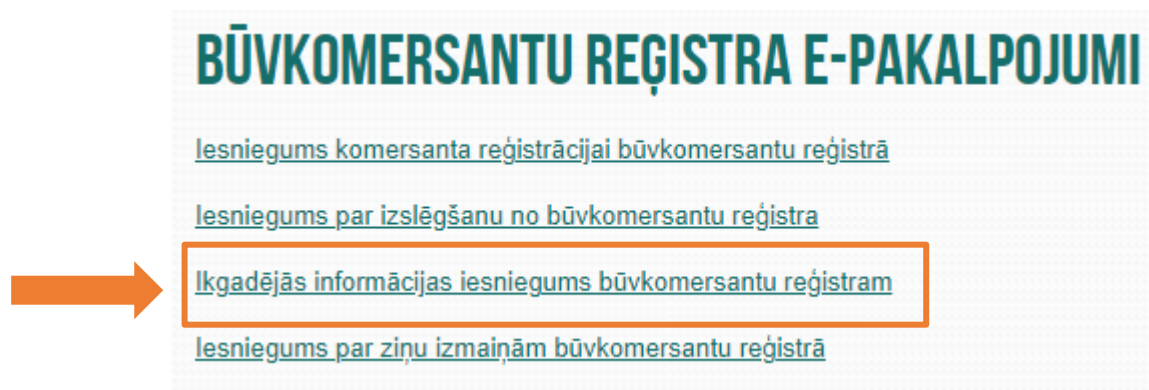 BŪVKOMERSANTU REĢISTRA E-PAKALPOJUMI
Iesniegums komersanta reģistrācijai būvkomersantu reģistrā
Iesniegums par izslēgšanu no būvkomersantu reģistra
Ikgadējās informācijas iesniegums būvkomersantu reģistram
Iesniegums par ziņu izmaiņām būvkomersantu reģistrā